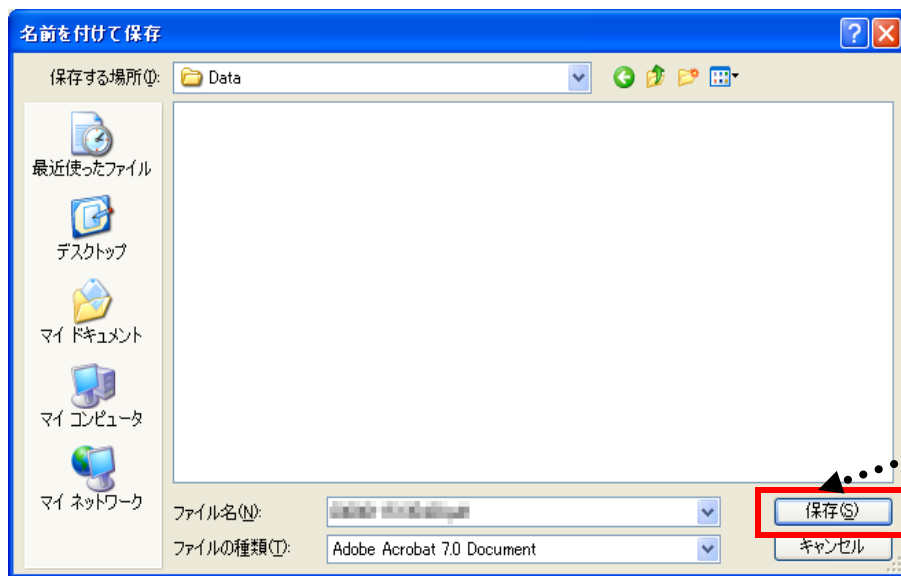 名前を付けて保存
保存する場所(I):
Data
最近使ったファイル
デスクトップ
マイ ドキュメント
マイ コンピュータ
マイ ネットワーク
ファイル名(N):
保存(S)
ファイルの種類(T):
Adobe Acrobat 7.0 Document
キャンセル